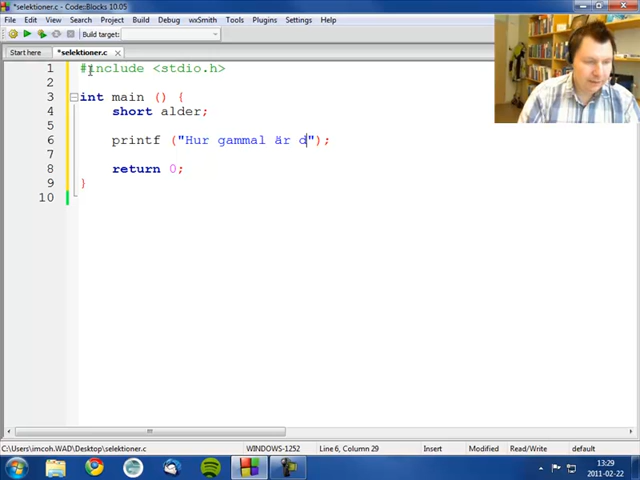 *selektioner.c - Code::Blocks 10.05
File Edit View Search Project Build Debug wxSmith Tools Plugins Settings Help
Build target:
Start here *selektioner.c
1 #include <stdio.h>
2
3 int main () {
4 short alder;
5
6 printf ("Hur gammal är d");
7
8 return 0;
9 }
10
C:\Users\imcoh.WAD\Desktop\selektioner.c WINDOWS-1252 Line 6, Column 29 Insert Modified Read/Write default
13:29
2011-02-22